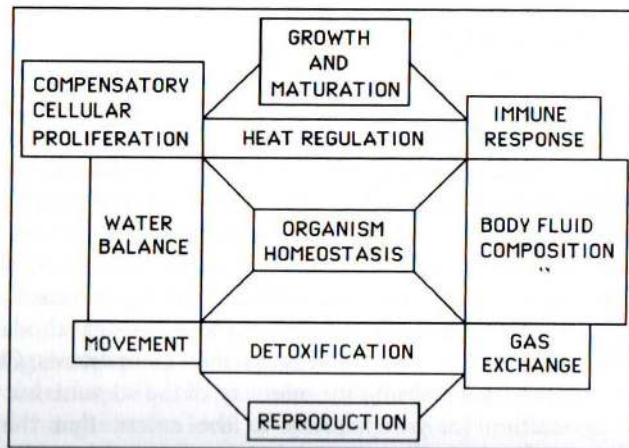 GROWTH
AND
MATURATION
COMPENSATORY
CELLULAR
PROLIFERATION
HEAT REGULATION
IMMUNE
RESPONSE
WATER
BALANCE
ORGANISM
HOMEOSTASIS
BODY FLUID
COMPOSITION
MOVEMENT
DETOXIFICATION
GAS
EXCHANGE
REPRODUCTION